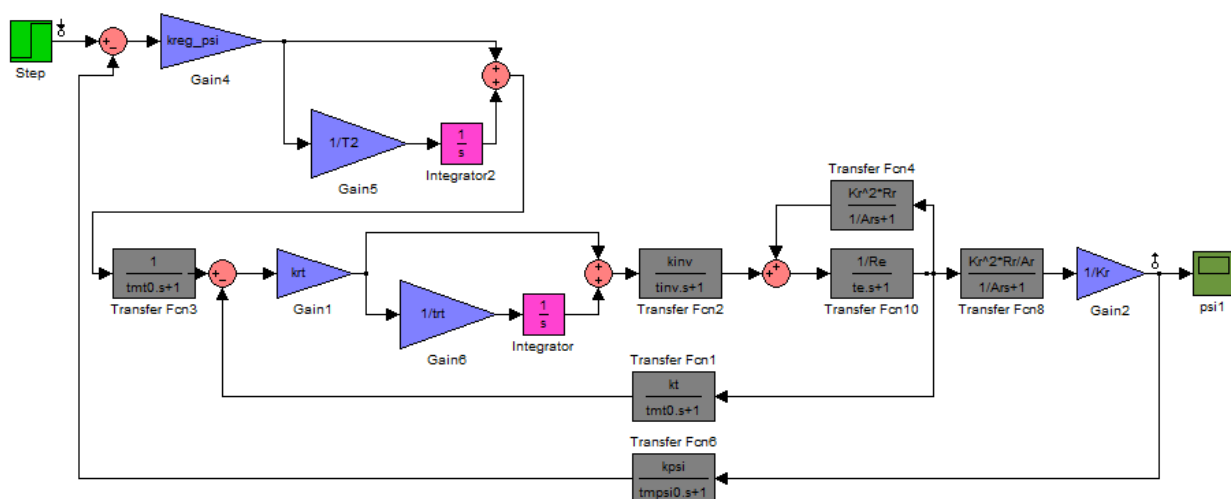 kreg_psi
Step
Gain4
1/T2
1
s
Integrator2
Gain5
Transfer Fcn4
Kr^2*Rr
1/Ars+1
1
tmt0.s+1
Transfer Fcn3
krt
Gain1
1/trt
Gain6
1
s
Integrator
kinv
tinv.s+1
Transfer Fcn2
1/Re
te.s+1
Transfer Fcn10
Kr^2*Rr/Ar
1/Ars+1
Transfer Fcn8
1/Kr
Gain2
psi1
Transfer Fcn1
kt
tmt0.s+1
Transfer Fcn6
kpsi
tmpsi0.s+1